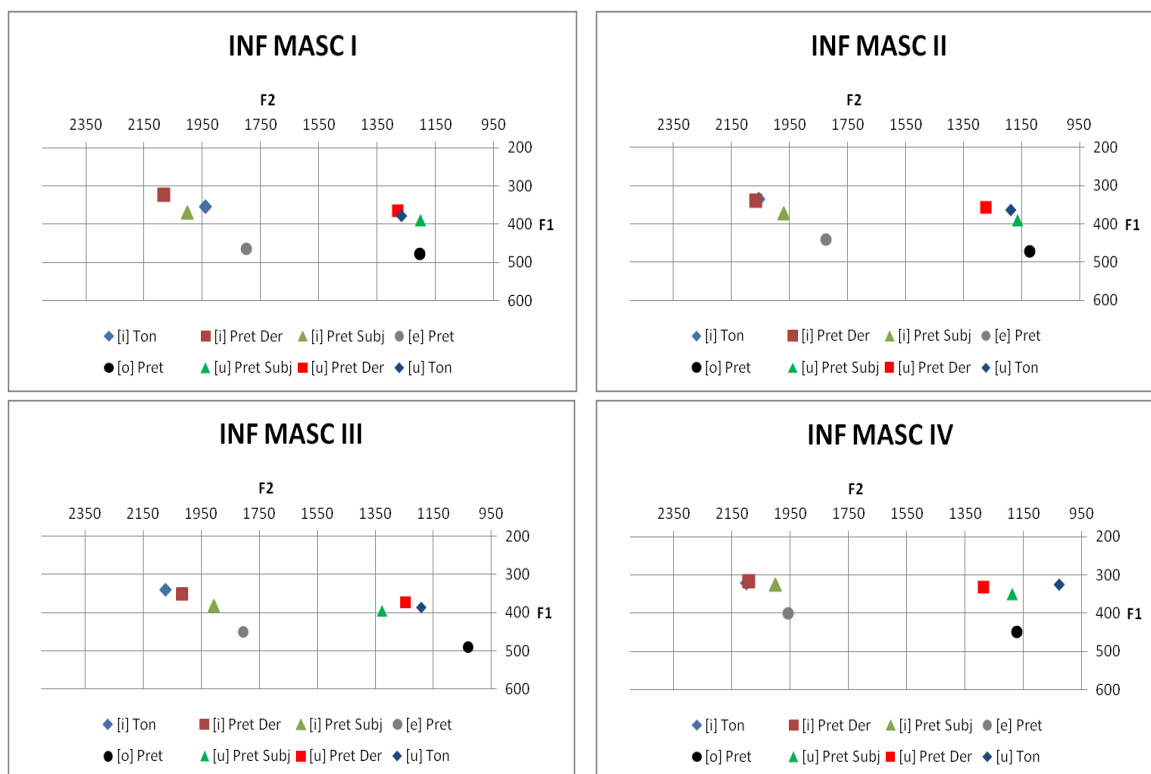 INF MASC I
F2
2350 2150 1950 1750 1550 1350 1150 950
200
300
400
F1
500
600
[i] Ton [i] Pret Der [i] Pret Subj [e] Pret
[o] Pret [u] Pret Subj [u] Pret Der [u] Ton
INF MASC II
F2
2350 2150 1950 1750 1550 1350 1150 950
200
300
400
F1
500
600
[i] Ton [i] Pret Der [i] Pret Subj [e] Pret
[o] Pret [u] Pret Subj [u] Pret Der [u] Ton
INF MASC III
F2
2350 2150 1950 1750 1550 1350 1150 950
200
300
400
F1
500
600
[i] Ton [i] Pret Der [i] Pret Subj [e] Pret
[o] Pret [u] Pret Subj [u] Pret Der [u] Ton
INF MASC IV
F2
2350 2150 1950 1750 1550 1350 1150 950
200
300
400
F1
500
600
[i] Ton [i] Pret Der [i] Pret Subj [e] Pret
[o] Pret [u] Pret Subj [u] Pret Der [u] Ton